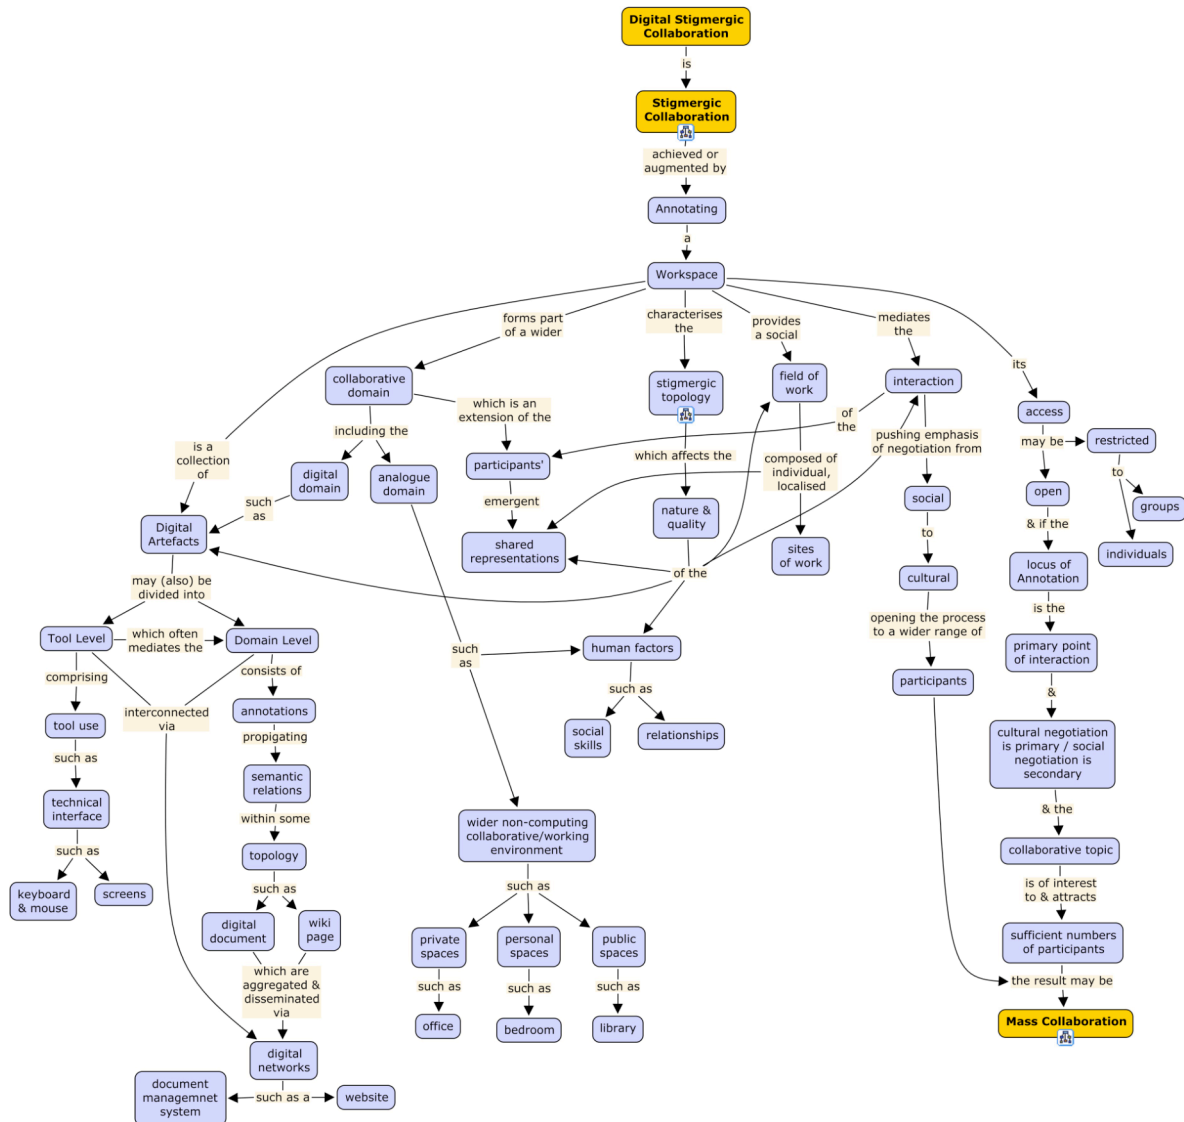 Digital Stigmergic
Collaboration
is
Stigmergic
Collaboration
achieved or
augmented by
Annotating
a
Workspace
forms part
of a wider
characterises
the
provides
a social
mediates
the
its
collaborative
domain
stigmergic
topology
field of
work
interaction
access
which is an
extension of the
of
the
including the
is a
collection
of
may be
restricted
pushing emphasis
of negotiation from
which affects the
composed of
individual,
localised
participants'
digital
domain
analogue
domain
to
open
social
groups
such
as
emergent
nature &
quality
Digital
Artefacts
shared
representations
sites
of work
to
& if the
individuals
of the
cultural
locus of
Annotation
may (also) be
divided into
is the
opening the process
to a wider range of
Tool Level
which often
mediates the
Domain Level
such
as
human factors
primary point
of interaction
comprising
consists of
such as
participants
&
interconnected
via
annotations
tool use
propigating
social
skills
relationships
cultural negotiation
is primary / social
negotiation is
secondary
such as
semantic
relations
technical
interface
within some
& the
wider non-computing
collaborative/working
environment
such as
topology
collaborative topic
keyboard
& mouse
screens
such as
such as
is of interest
to & attracts
digital
document
wiki
page
private
spaces
personal
spaces
public
spaces
sufficient numbers
of participants
which are
aggregated &
disseminated
via
such as
such as
such as
the result may be
office
bedroom
library
Mass Collaboration
digital
networks
document
managemnet
system
such as a
website